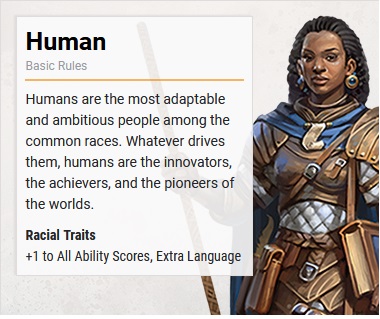 Human
Basic Rules
Humans are the most adaptable
and ambitious people among the
common races. Whatever drives
them, humans are the innovators,
the achievers, and the pioneers of
the worlds.
Racial Traits
+1 to All Ability Scores, Extra Language